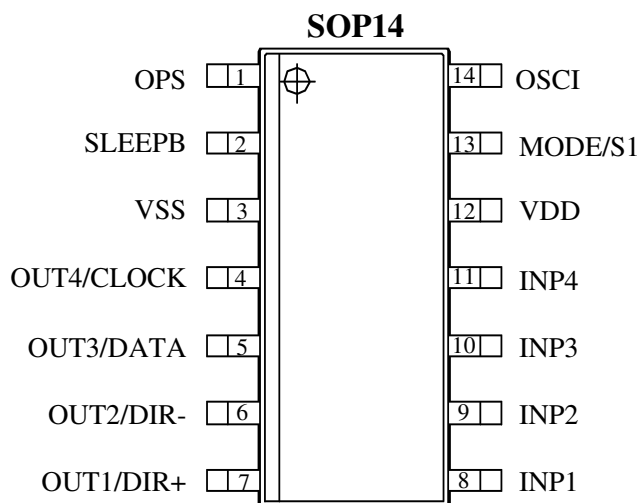 SOP14
OPS 1 14 OSCI
SLEEPB 2 13 MODE/S1
VSS 3 12 VDD
OUT4/CLOCK 4 11 INP4
OUT3/DATA 5 10 INP3
OUT2/DIR- 6 9 INP2
OUT1/DIR+ 7 8 INP1